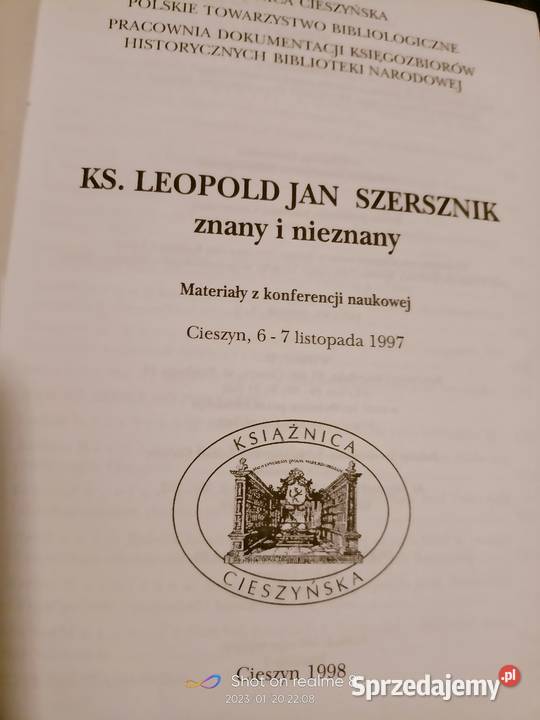 CIESZYŃSKA
POLSKIE TOWARZYSTWO BIBLIOLOGICZNE
PRACOWNIA DOKUMENTACJI KSIĘGOZBIORÓW
HISTORYCZNYCH BIBLIOTEKI NARODOWEJ
KS. LEOPOLD JAN SZERSZNIK
znany i nieznany
Materiały z konferencji naukowej
Cieszyn, 6 - 7 listopada 1997
KSIĄŻNICA
CIESZYŃSKA
Cieszyn 1998
Shot on realme 8
2023.01.20 22:08
Sprzedajemy.pl